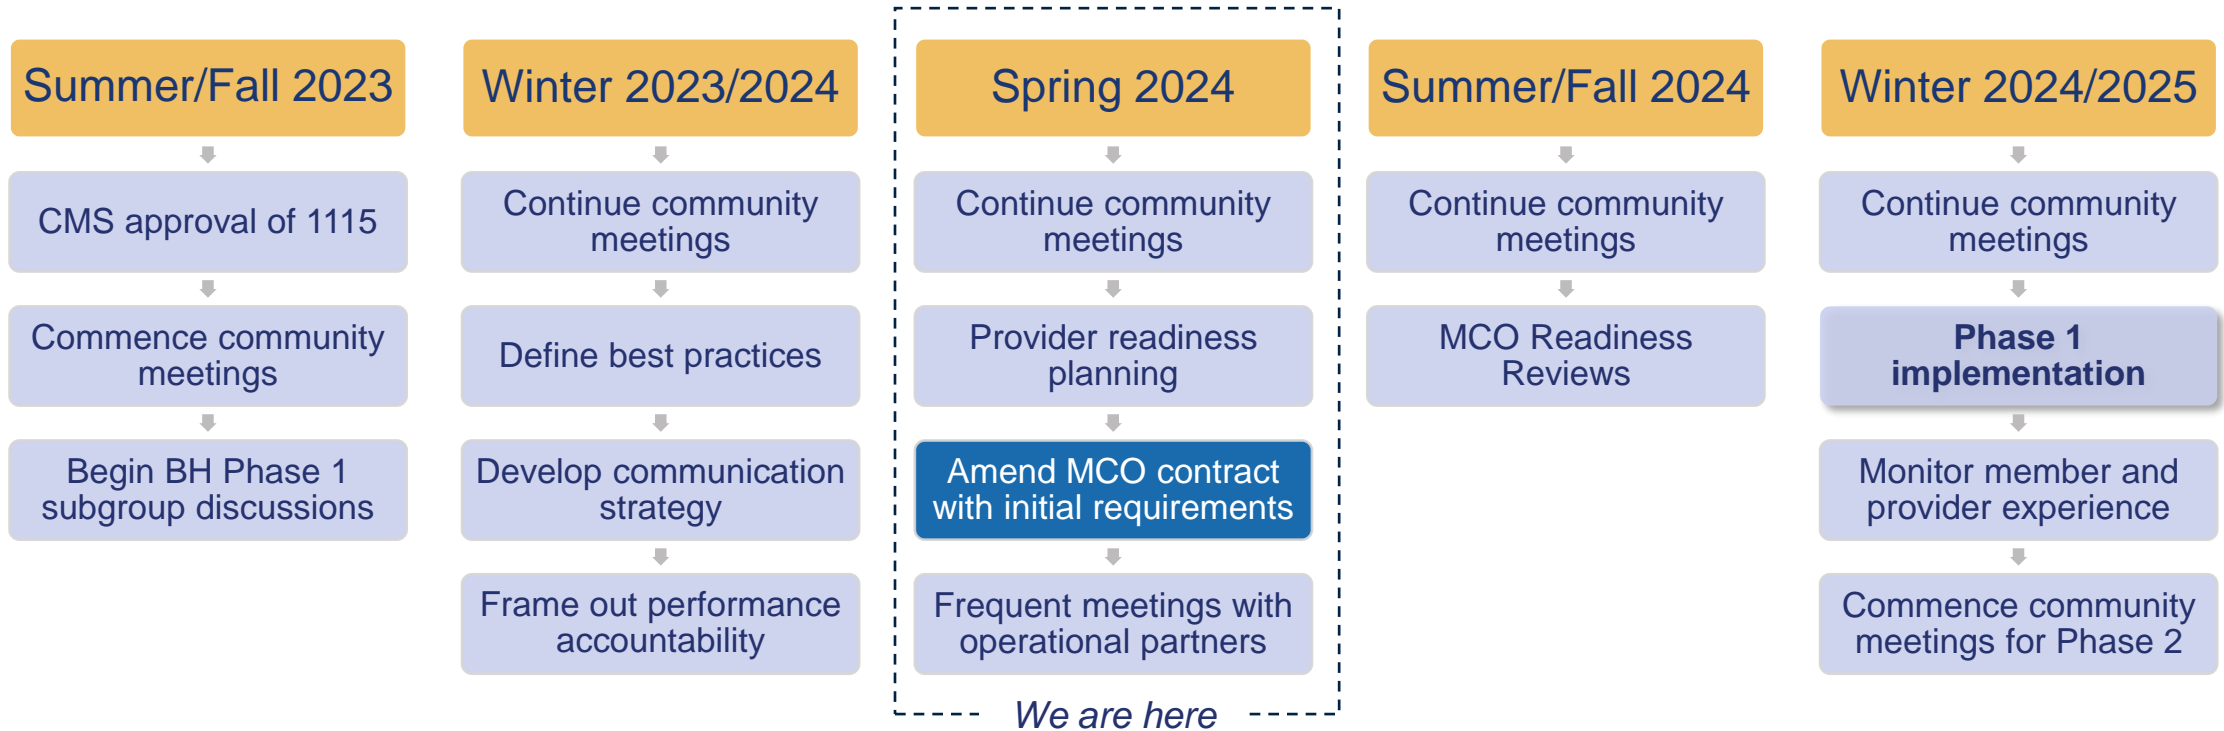 Summer/Fall 2023
CMS approval of 1115
Commence community
meetings
Begin BH Phase 1
subgroup discussions
Winter 2023/2024
Continue community
meetings
Define best practices
Develop communication
strategy
Frame out performance
accountability
Spring 2024
Continue community
meetings
Provider readiness
planning
Amend MCO contract
with initial requirements
Frequent meetings with
operational partners
We are here
Summer/Fall 2024
Continue community
meetings
MCO Readiness
Reviews
Winter 2024/2025
Continue community
meetings
Phase 1
implementation
Monitor member and
provider experience
Commence community
meetings for Phase 2